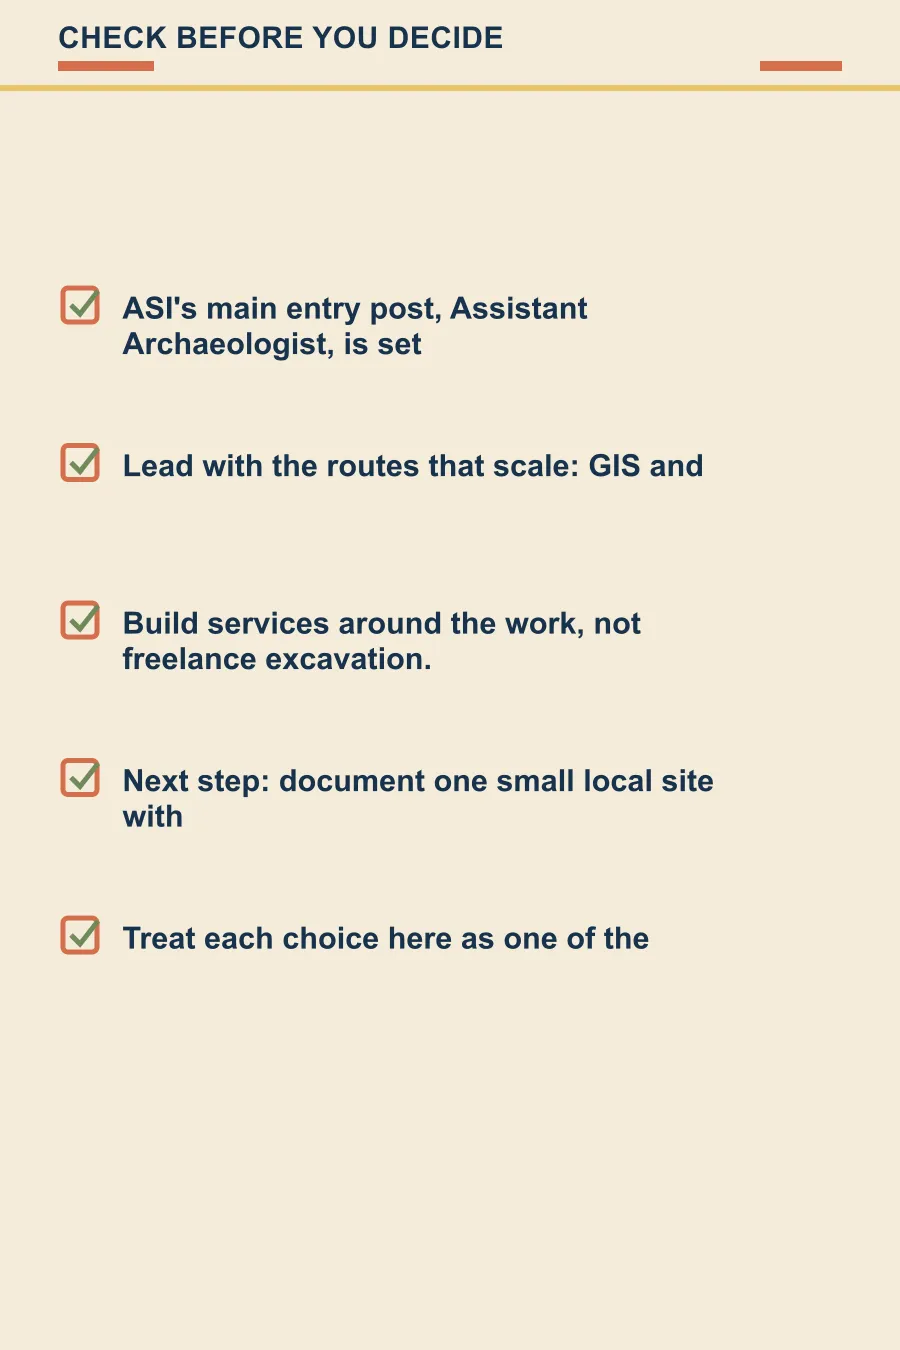 CHECK BEFORE YOU DECIDE
ASI's main entry post, Assistant
Archaeologist, is set
Lead with the routes that scale: GIS and
Build services around the work, not
freelance excavation.
Next step: document one small local site
with
Treat each choice here as one of the